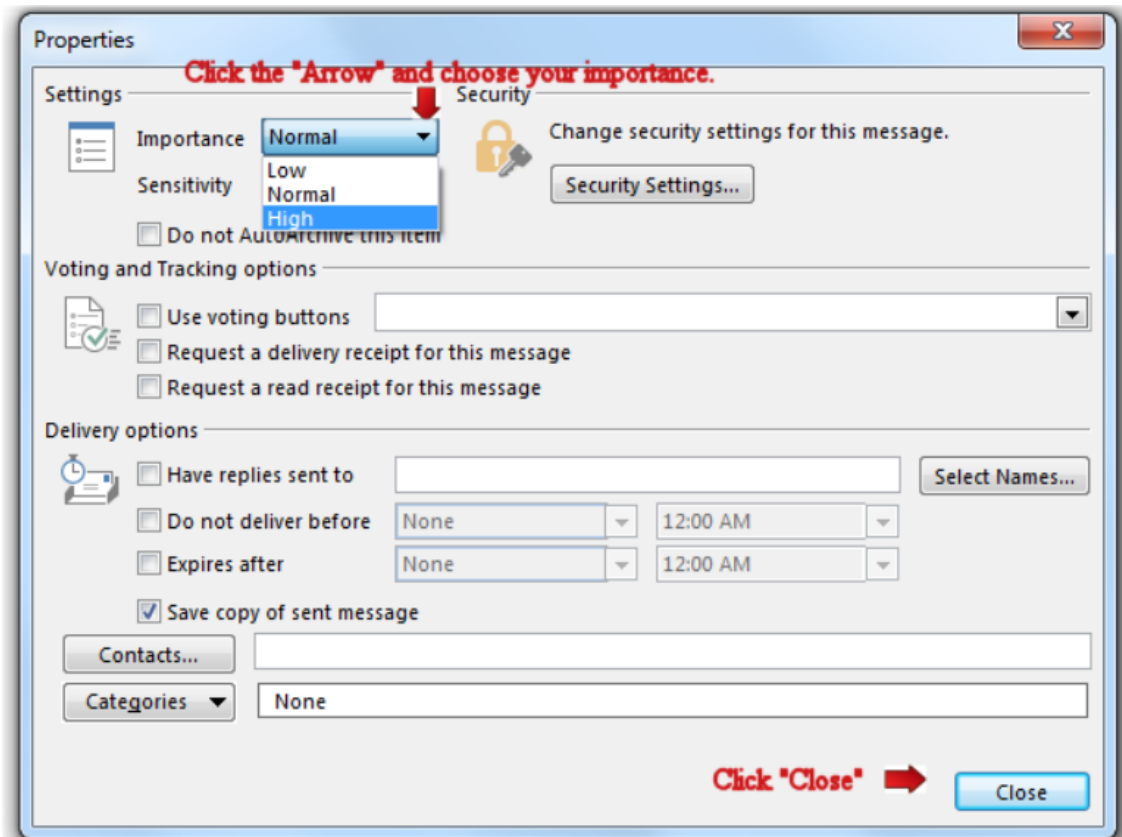 Properties
Click the "Arrow" and choose your importance.
Settings
Security
Importance
Normal
Low
Normal
High
Sensitivity
Do not AutoArchive this item
Change security settings for this message.
Security Settings...
Voting and Tracking options
Use voting buttons
Request a delivery receipt for this message
Request a read receipt for this message
Delivery options
Have replies sent to
Select Names...
Do not deliver before
None
12:00 AM
Expires after
None
12:00 AM
Save copy of sent message
Contacts...
Categories
None
Click "Close"
Close